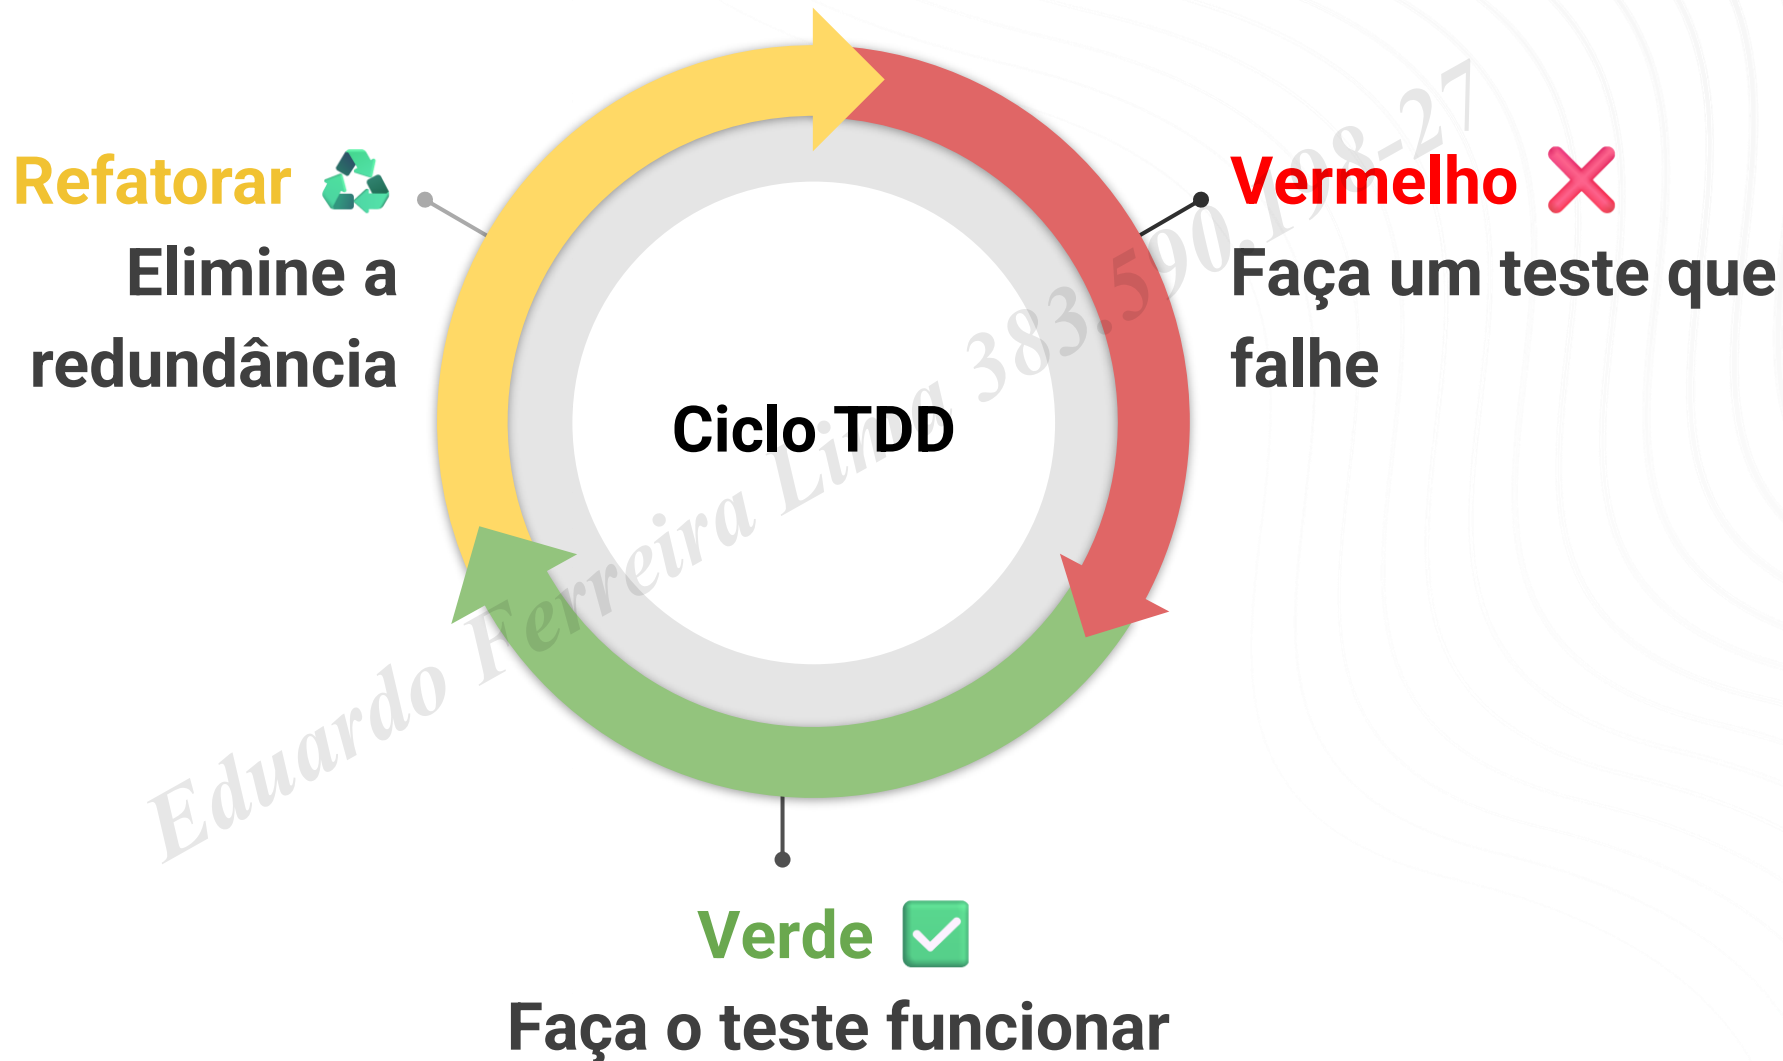 Refatorar ♻️
Elimine a
redundância
Vermelho ❌
Faça um teste que
falhe
Ciclo TDD
Verde ✅
Faça o teste funcionar
Eduardo Ferreira Lima 383.590.198-27